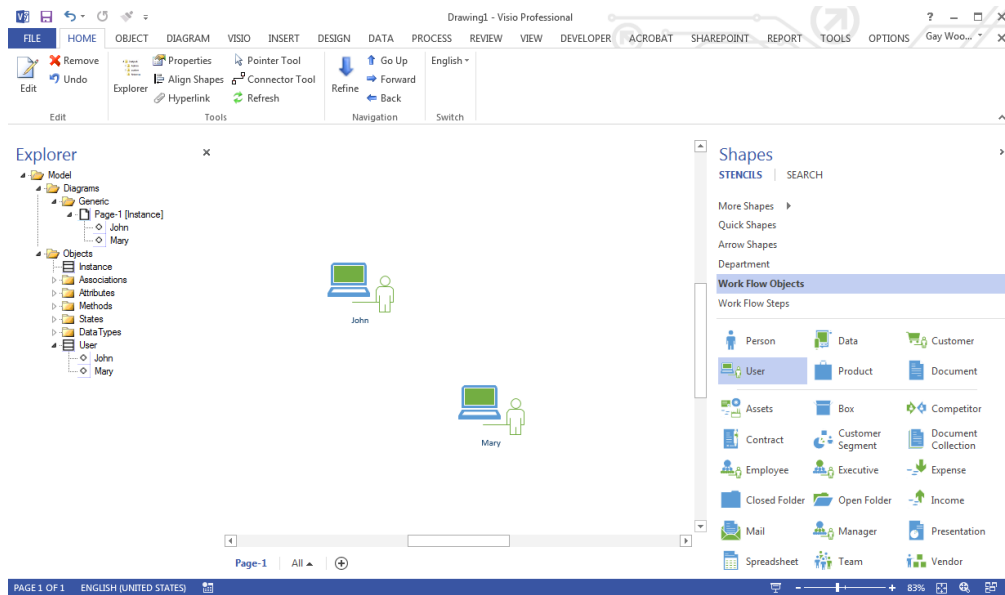 Drawing1 - Visio Professional
FILE HOME OBJECT DIAGRAM VISIO INSERT DESIGN DATA PROCESS REVIEW VIEW DEVELOPER ACROBAT SHAREPOINT REPORT TOOLS OPTIONS Gay Woo...
Edit
Remove
Undo
Edit
Explorer
Properties
Align Shapes
Hyperlink
Pointer Tool
Connector Tool
Refresh
Tools
Refine
Go Up
Forward
Back
Navigation
English
Switch
Explorer
Model
Diagrams
Generic
Page-1 [Instance]
John
Mary
Objects
Instance
Associations
Attributes
Methods
States
DataTypes
User
John
Mary
John
Mary
Page-1 All
Shapes
STENCILS SEARCH
More Shapes
Quick Shapes
Arrow Shapes
Department
Work Flow Objects
Work Flow Steps
Person Data Customer
User Product Document
Assets Box Competitor
Contract Customer Segment Document Collection
Employee Executive Expense
Closed Folder Open Folder Income
Mail Manager Presentation
Spreadsheet Team Vendor
PAGE 1 OF 1 ENGLISH (UNITED STATES) 83%